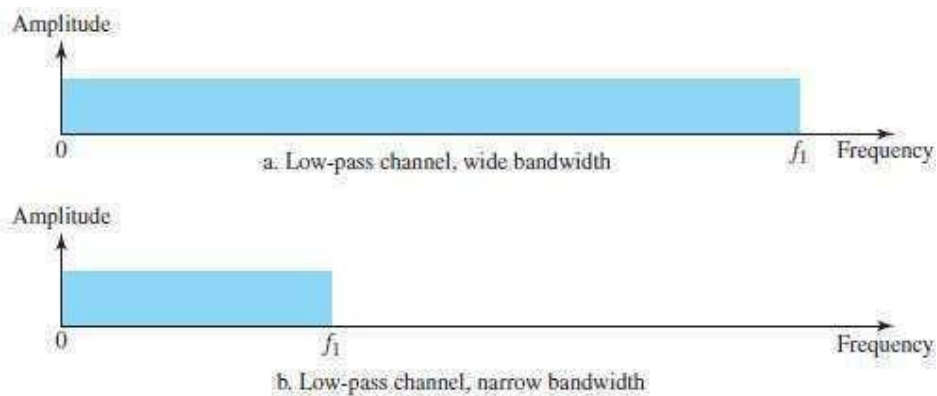 Amplitude
0
a. Low-pass channel, wide bandwidth
f1
Frequency
Amplitude
0
f1
Frequency
b. Low-pass channel, narrow bandwidth